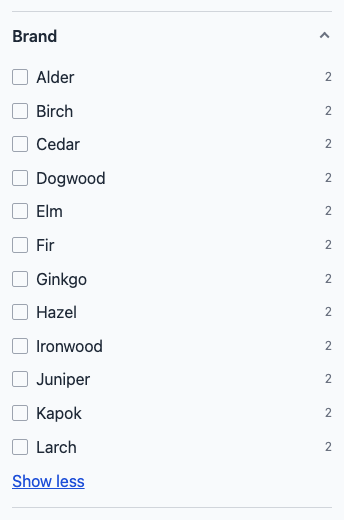 Brand
Alder 2
Birch 2
Cedar 2
Dogwood 2
Elm 2
Fir 2
Ginkgo 2
Hazel 2
Ironwood 2
Juniper 2
Kapok 2
Larch 2
Show less